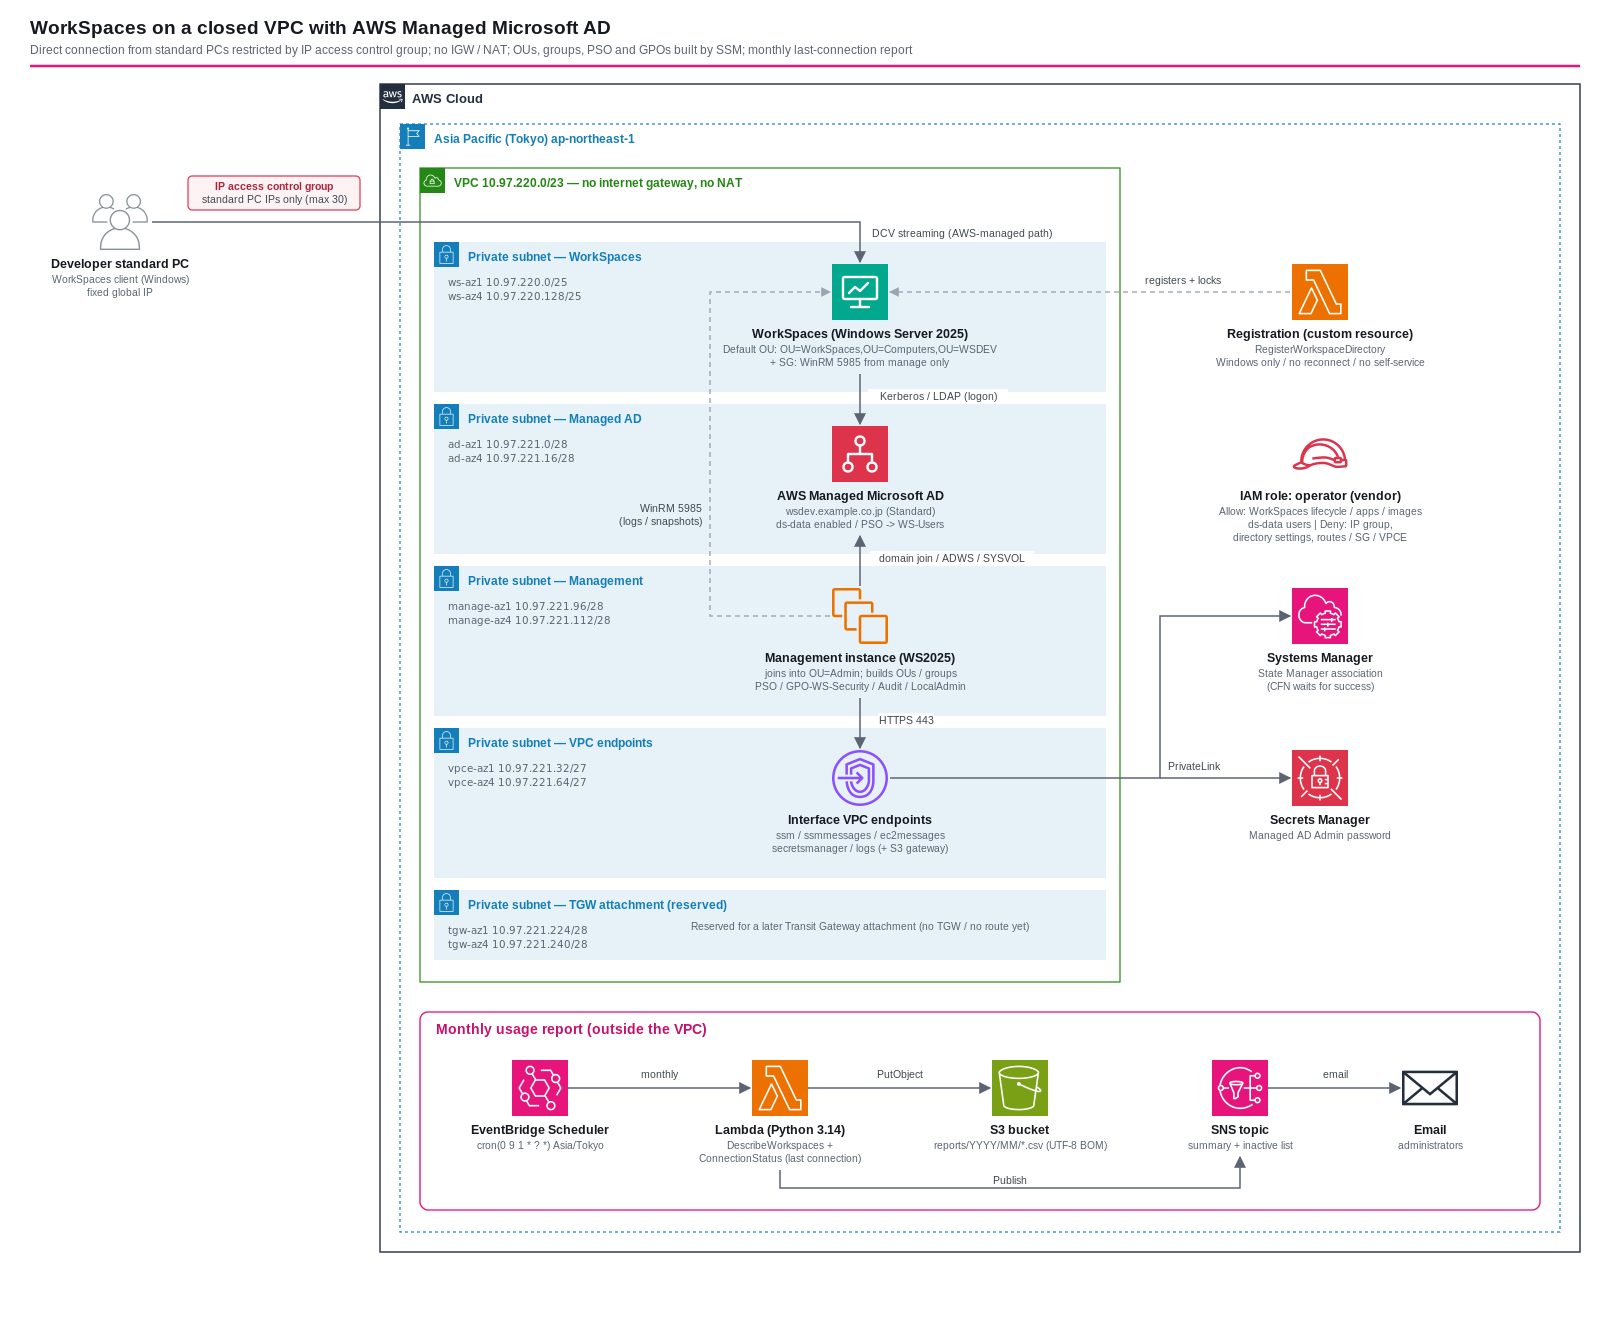 WorkSpaces on a closed VPC with AWS Managed Microsoft AD
Direct connection from standard PCs restricted by IP access control group; no IGW / NAT; OUs, groups, PSO and GPOs built by SSM; monthly last-connection report
aws
AWS Cloud
Asia Pacific (Tokyo) ap-northeast-1
VPC 10.97.220.0/23 — no internet gateway, no NAT
IP access control group
standard PC IPs only (max 30)
Developer standard PC
WorkSpaces client (Windows)
fixed global IP
DCV streaming (AWS-managed path)
Private subnet — WorkSpaces
ws-az1 10.97.220.0/25
ws-az4 10.97.220.128/25
WorkSpaces (Windows Server 2025)
Default OU: OU=WorkSpaces,OU=Computers,OU=WSDEV
+ SG: WinRM 5985 from manage only
registers + locks
Registration (custom resource)
RegisterWorkspaceDirectory
Windows only / no reconnect / no self-service
Kerberos / LDAP (logon)
Private subnet — Managed AD
ad-az1 10.97.221.0/28
ad-az4 10.97.221.16/28
AWS Managed Microsoft AD
wsdev.example.co.jp (Standard)
ds-data enabled / PSO -> WS-Users
WinRM 5985
(logs / snapshots)
IAM role: operator (vendor)
Allow: WorkSpaces lifecycle / apps / images
ds-data users | Deny: IP group,
directory settings, routes / SG / VPCE
domain join / ADWS / SYSVOL
Private subnet — Management
manage-az1 10.97.221.96/28
manage-az4 10.97.221.112/28
Management instance (WS2025)
joins into OU=Admin; builds OUs / groups
PSO / GPO-WS-Security / Audit / LocalAdmin
Systems Manager
State Manager association
(CFN waits for success)
HTTPS 443
Private subnet — VPC endpoints
vpce-az1 10.97.221.32/27
vpce-az4 10.97.221.64/27
Interface VPC endpoints
ssm / ssmmessages / ec2messages
secretsmanager / logs (+ S3 gateway)
PrivateLink
Secrets Manager
Managed AD Admin password
Private subnet — TGW attachment (reserved)
tgw-az1 10.97.221.224/28
tgw-az4 10.97.221.240/28
Reserved for a later Transit Gateway attachment (no TGW / no route yet)
Monthly usage report (outside the VPC)
monthly
PutObject
email
EventBridge Scheduler
cron(0 9 1 * ? *) Asia/Tokyo
Lambda (Python 3.14)
DescribeWorkspaces +
ConnectionStatus (last connection)
S3 bucket
reports/YYYY/MM/*.csv (UTF-8 BOM)
SNS topic
summary + inactive list
Email
administrators
Publish